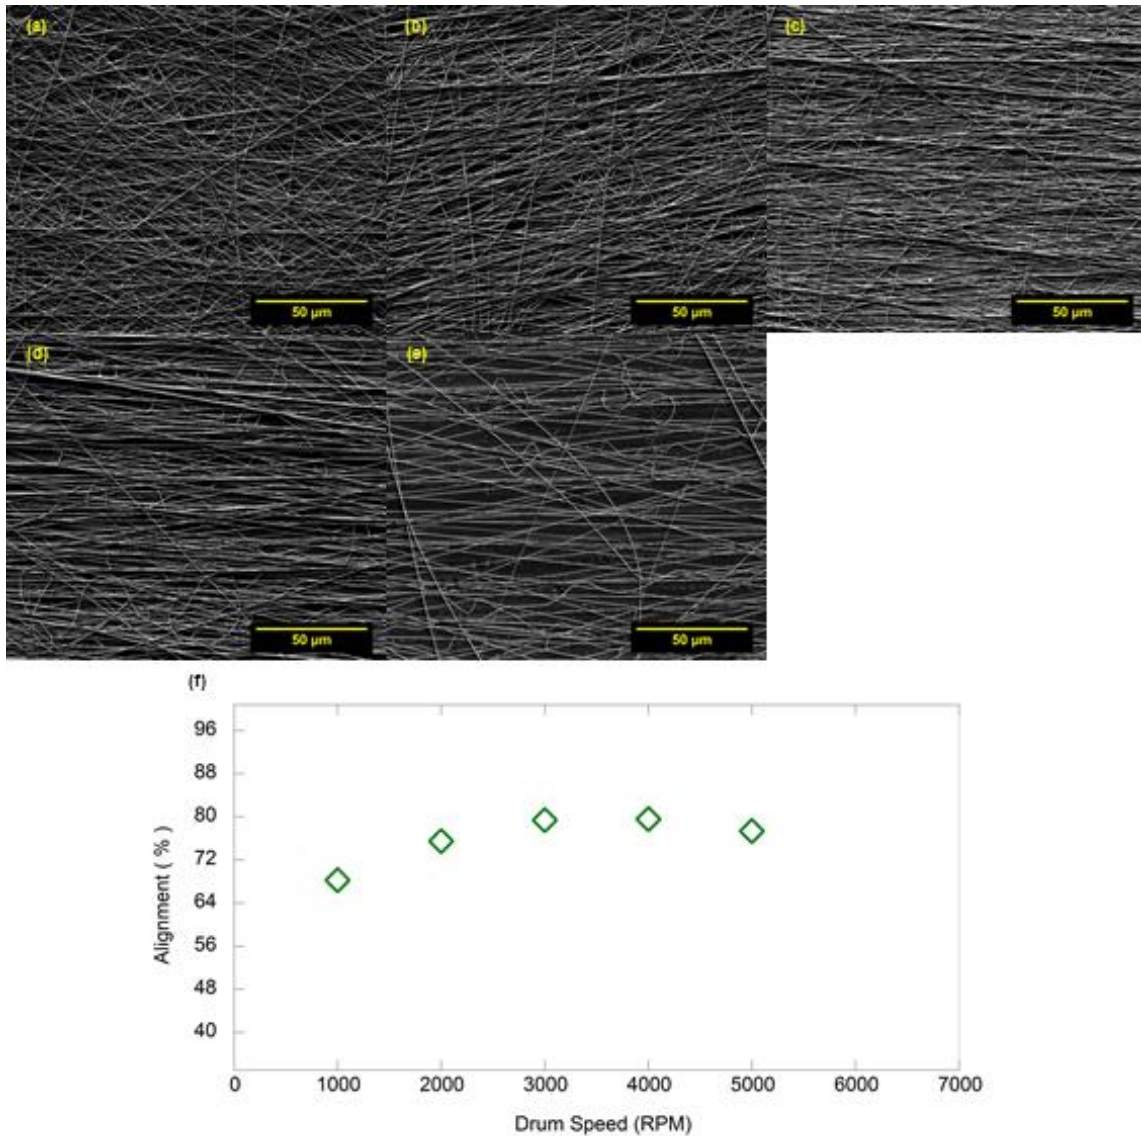 (a)
(b)
(c)
50 µm
50 µm
50 µm
(d)
(e)
50 µm
50 µm
(f)
96
88
80
72
64
56
48
40
Alignment ( % )
0 1000 2000 3000 4000 5000 6000 7000
Drum Speed (RPM)